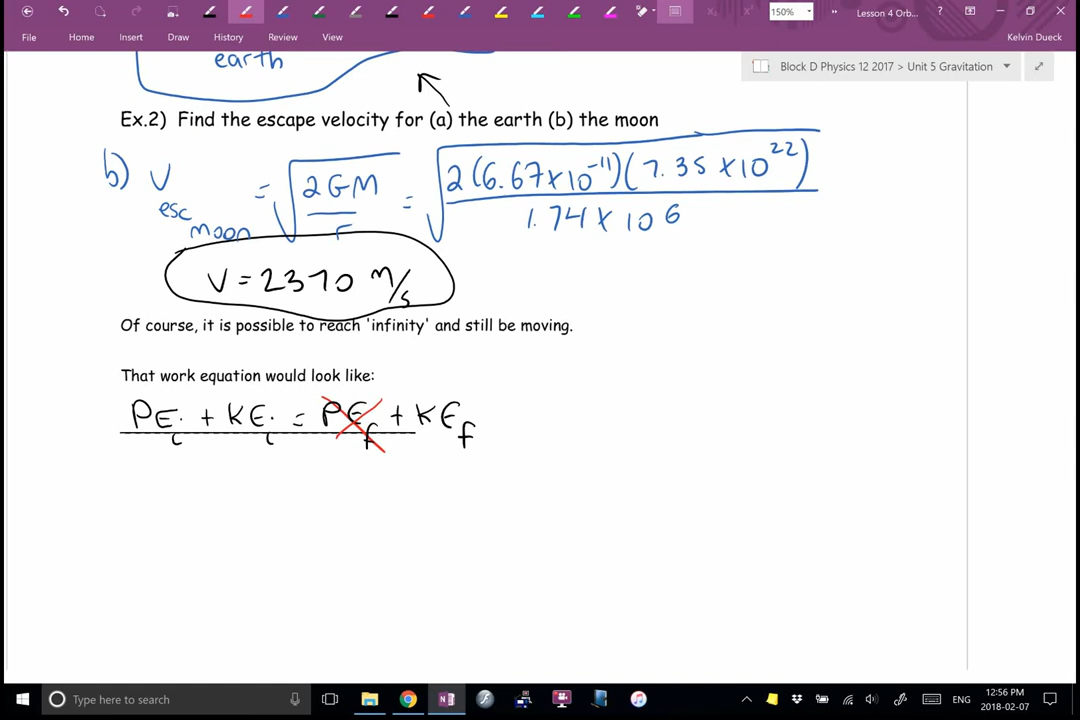 150%
Lesson 4 Orb...
?
File Home Insert Draw History Review View
Kelvin Dueck
earth
Block D Physics 12 2017 > Unit 5 Gravitation
Ex.2) Find the escape velocity for (a) the earth (b) the moon
b) V esc moon = √(2GM/r) = √(2(6.67×10⁻¹¹)(7.35×10²²)/1.74×10⁶)
V=2370 m/s
Of course, it is possible to reach 'infinity' and still be moving.
That work equation would look like:
PEi + KEi = PEf + KEf
Type here to search
ENG
12:56 PM
2018-02-07